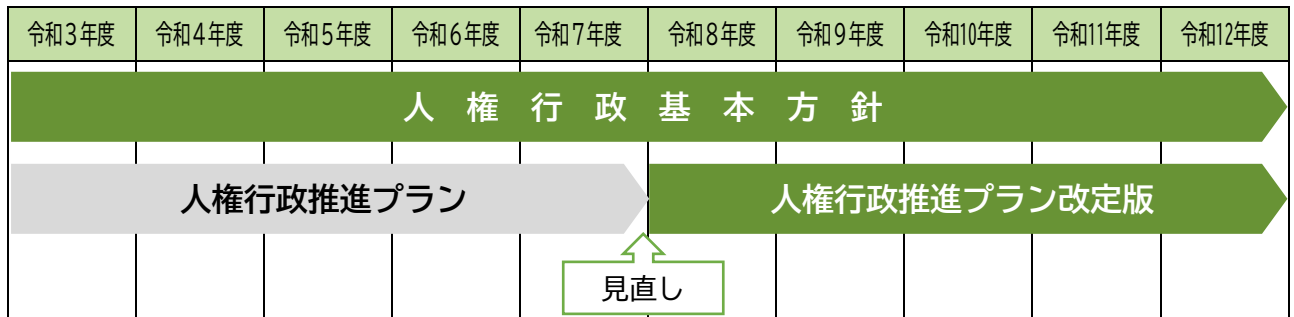 令和3年度 令和4年度 令和5年度 令和6年度 令和7年度 令和8年度 令和9年度 令和10年度 令和11年度 令和12年度
人権行政基本方針
人権行政推進プラン 人権行政推進プラン改定版
見直し